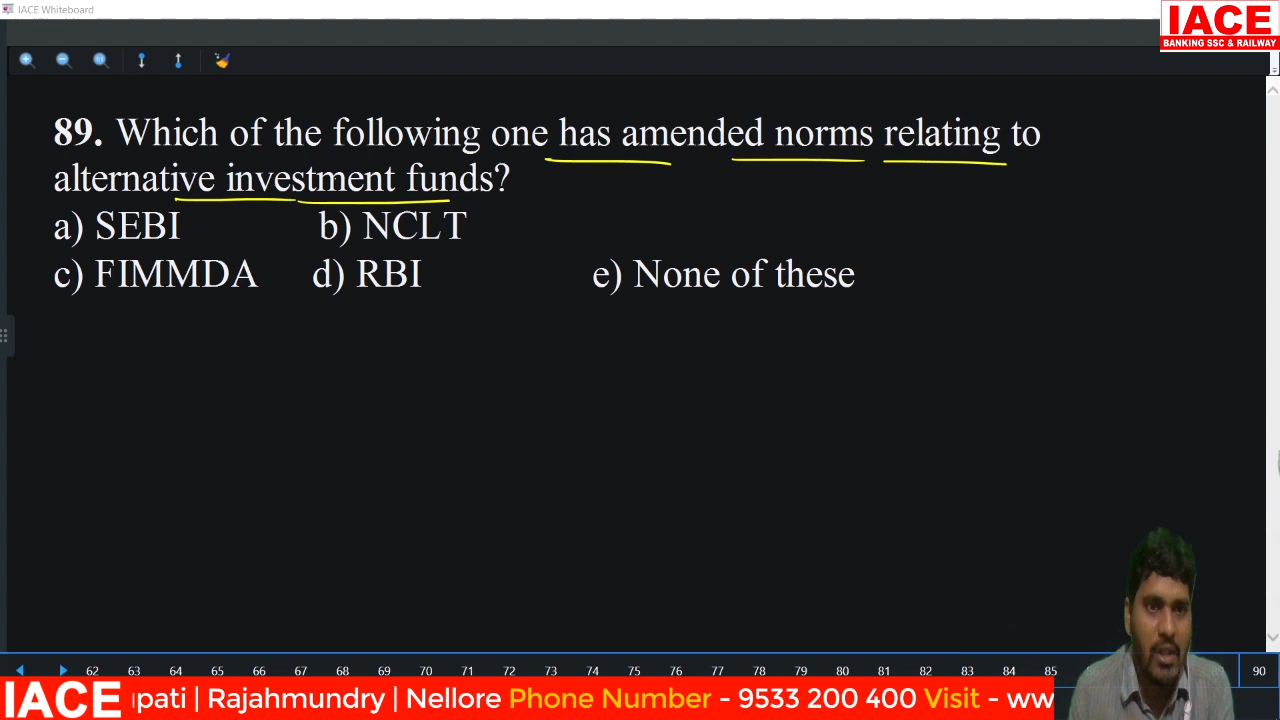 IACE Whiteboard
IACE
BANKING SSC & RAILWAY
89. Which of the following one has amended norms relating to
alternative investment funds?
a) SEBI b) NCLT
c) FIMMDA d) RBI e) None of these
62 63 64 65 66 67 68 69 70 71 72 73 74 75 76 77 78 79 80 81 82 83 84 85 90
IACE ıpati | Rajahmundry | Nellore Phone Number - 9533 200 400 Visit - ww